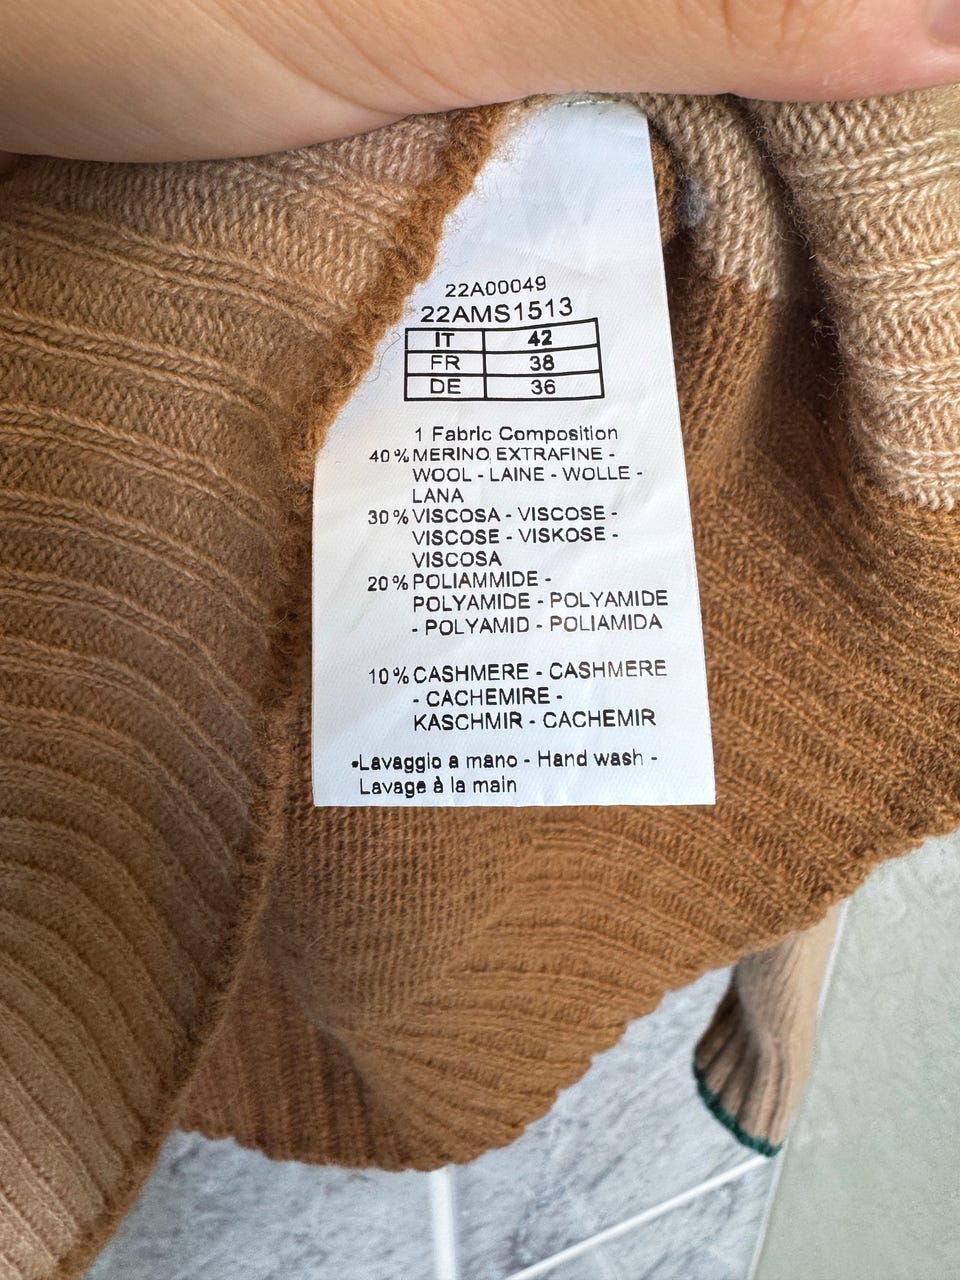 22A00049
22AMS1513
IT 42
FR 38
DE 36
1 Fabric Composition
40% MERINO EXTRAFINE -
WOOL - LAINE - WOLLE -
LANA
30% VISCOSA - VISCOSE -
VISCOSE - VISKOSE -
VISCOSA
20% POLIAMMIDE -
POLYAMIDE - POLYAMIDE
- POLYAMID - POLIAMIDA
10% CASHMERE - CASHMERE
- CACHEMIRE -
KASCHMIR - CACHEMIR
•Lavaggio a mano - Hand wash -
Lavage à la main